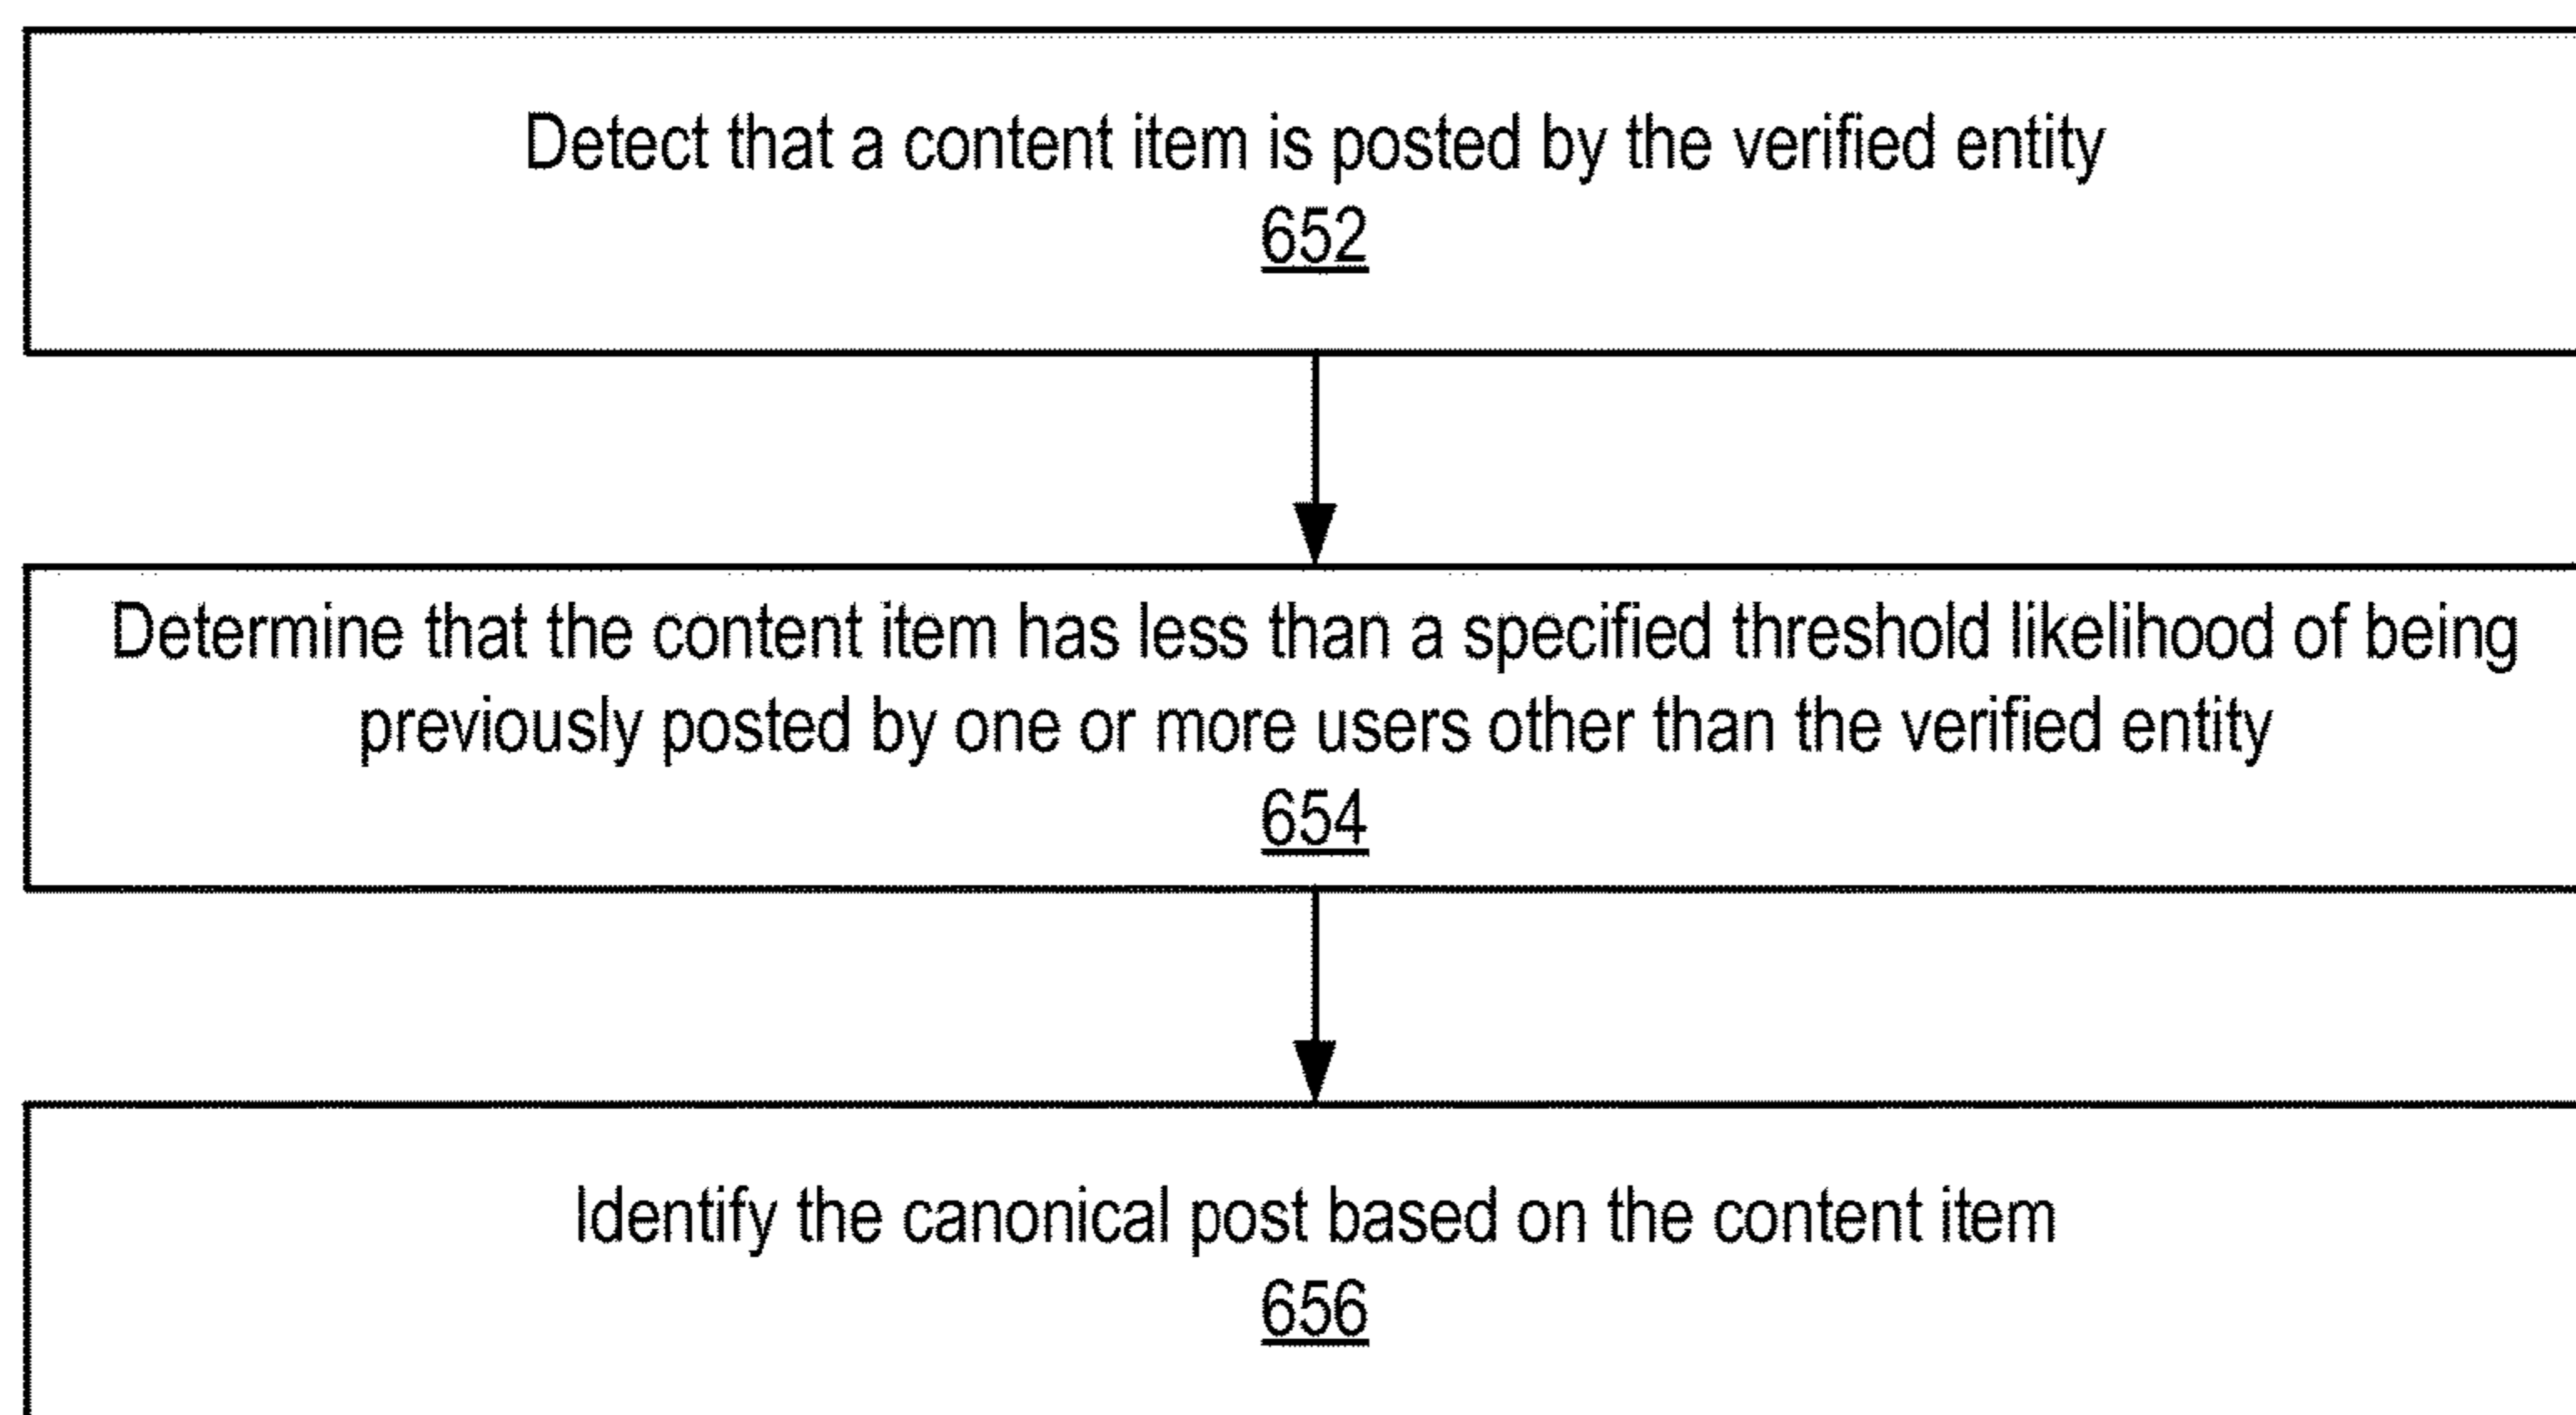 Detect that a content item is posted by the verified entity
652
Determine that the content item has less than a specified threshold likelihood of being
previously posted by one or more users other than the verified entity
654
Identify the canonical post based on the content item
656